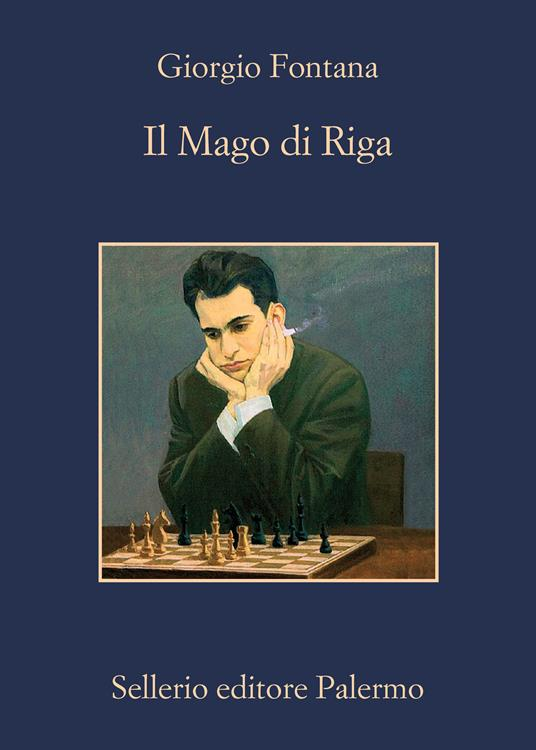 Giorgio Fontana
Il Mago di Riga
Sellerio editore Palermo